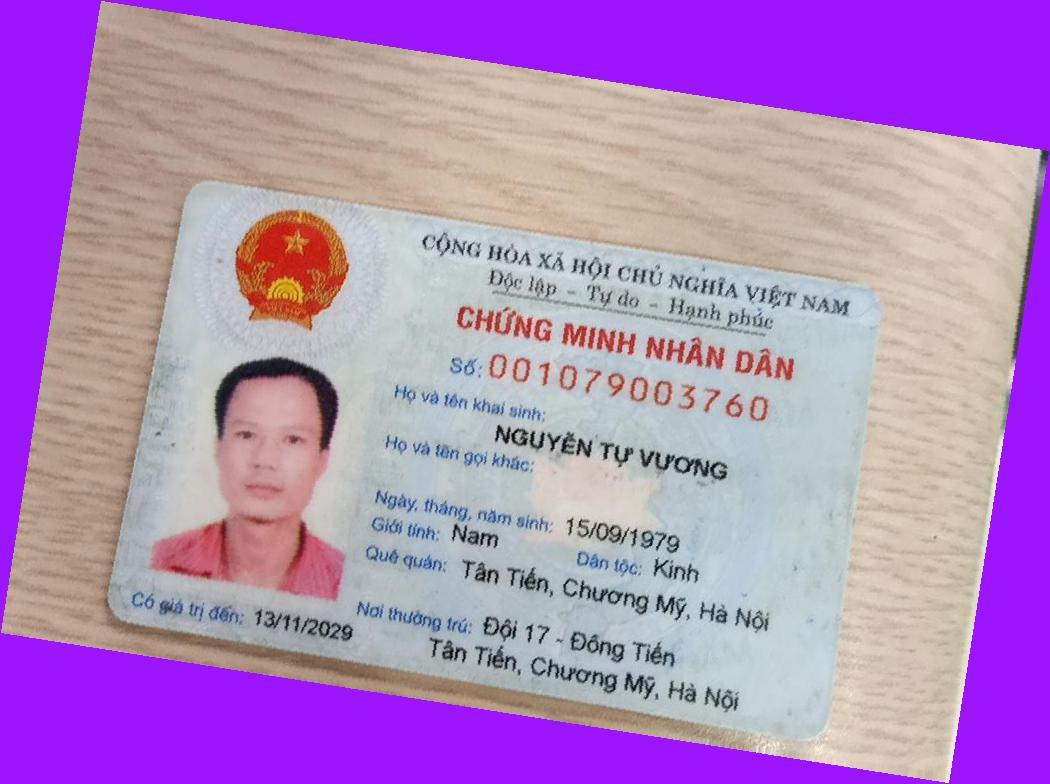 CỘNG HÒA XÃ HỘI CHỦ NGHĨA VIỆT NAM
Độc lập - Tự do - Hạnh phúc
CHỨNG MINH NHÂN DÂN
Số: 001079003760
Họ và tên khai sinh:
NGUYỄN TỰ VƯƠNG
Họ và tên gọi khác:
Ngày, tháng, năm sinh: 15/09/1979
Giới tính: Nam Dân tộc: Kinh
Quê quán: Tân Tiến, Chương Mỹ, Hà Nội
Nơi thường trú: Đội 17 - Đồng Tiến
Tân Tiến, Chương Mỹ, Hà Nội
Có giá trị đến: 13/11/2029